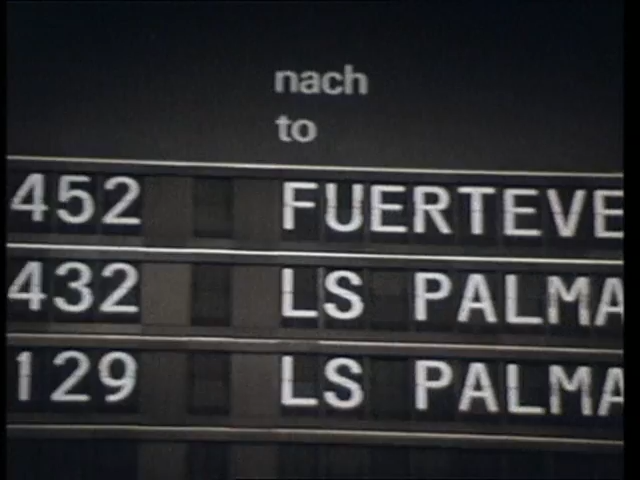 nach
to
452 FUERTEVE
432 LS PALMA
129 LS PALMA